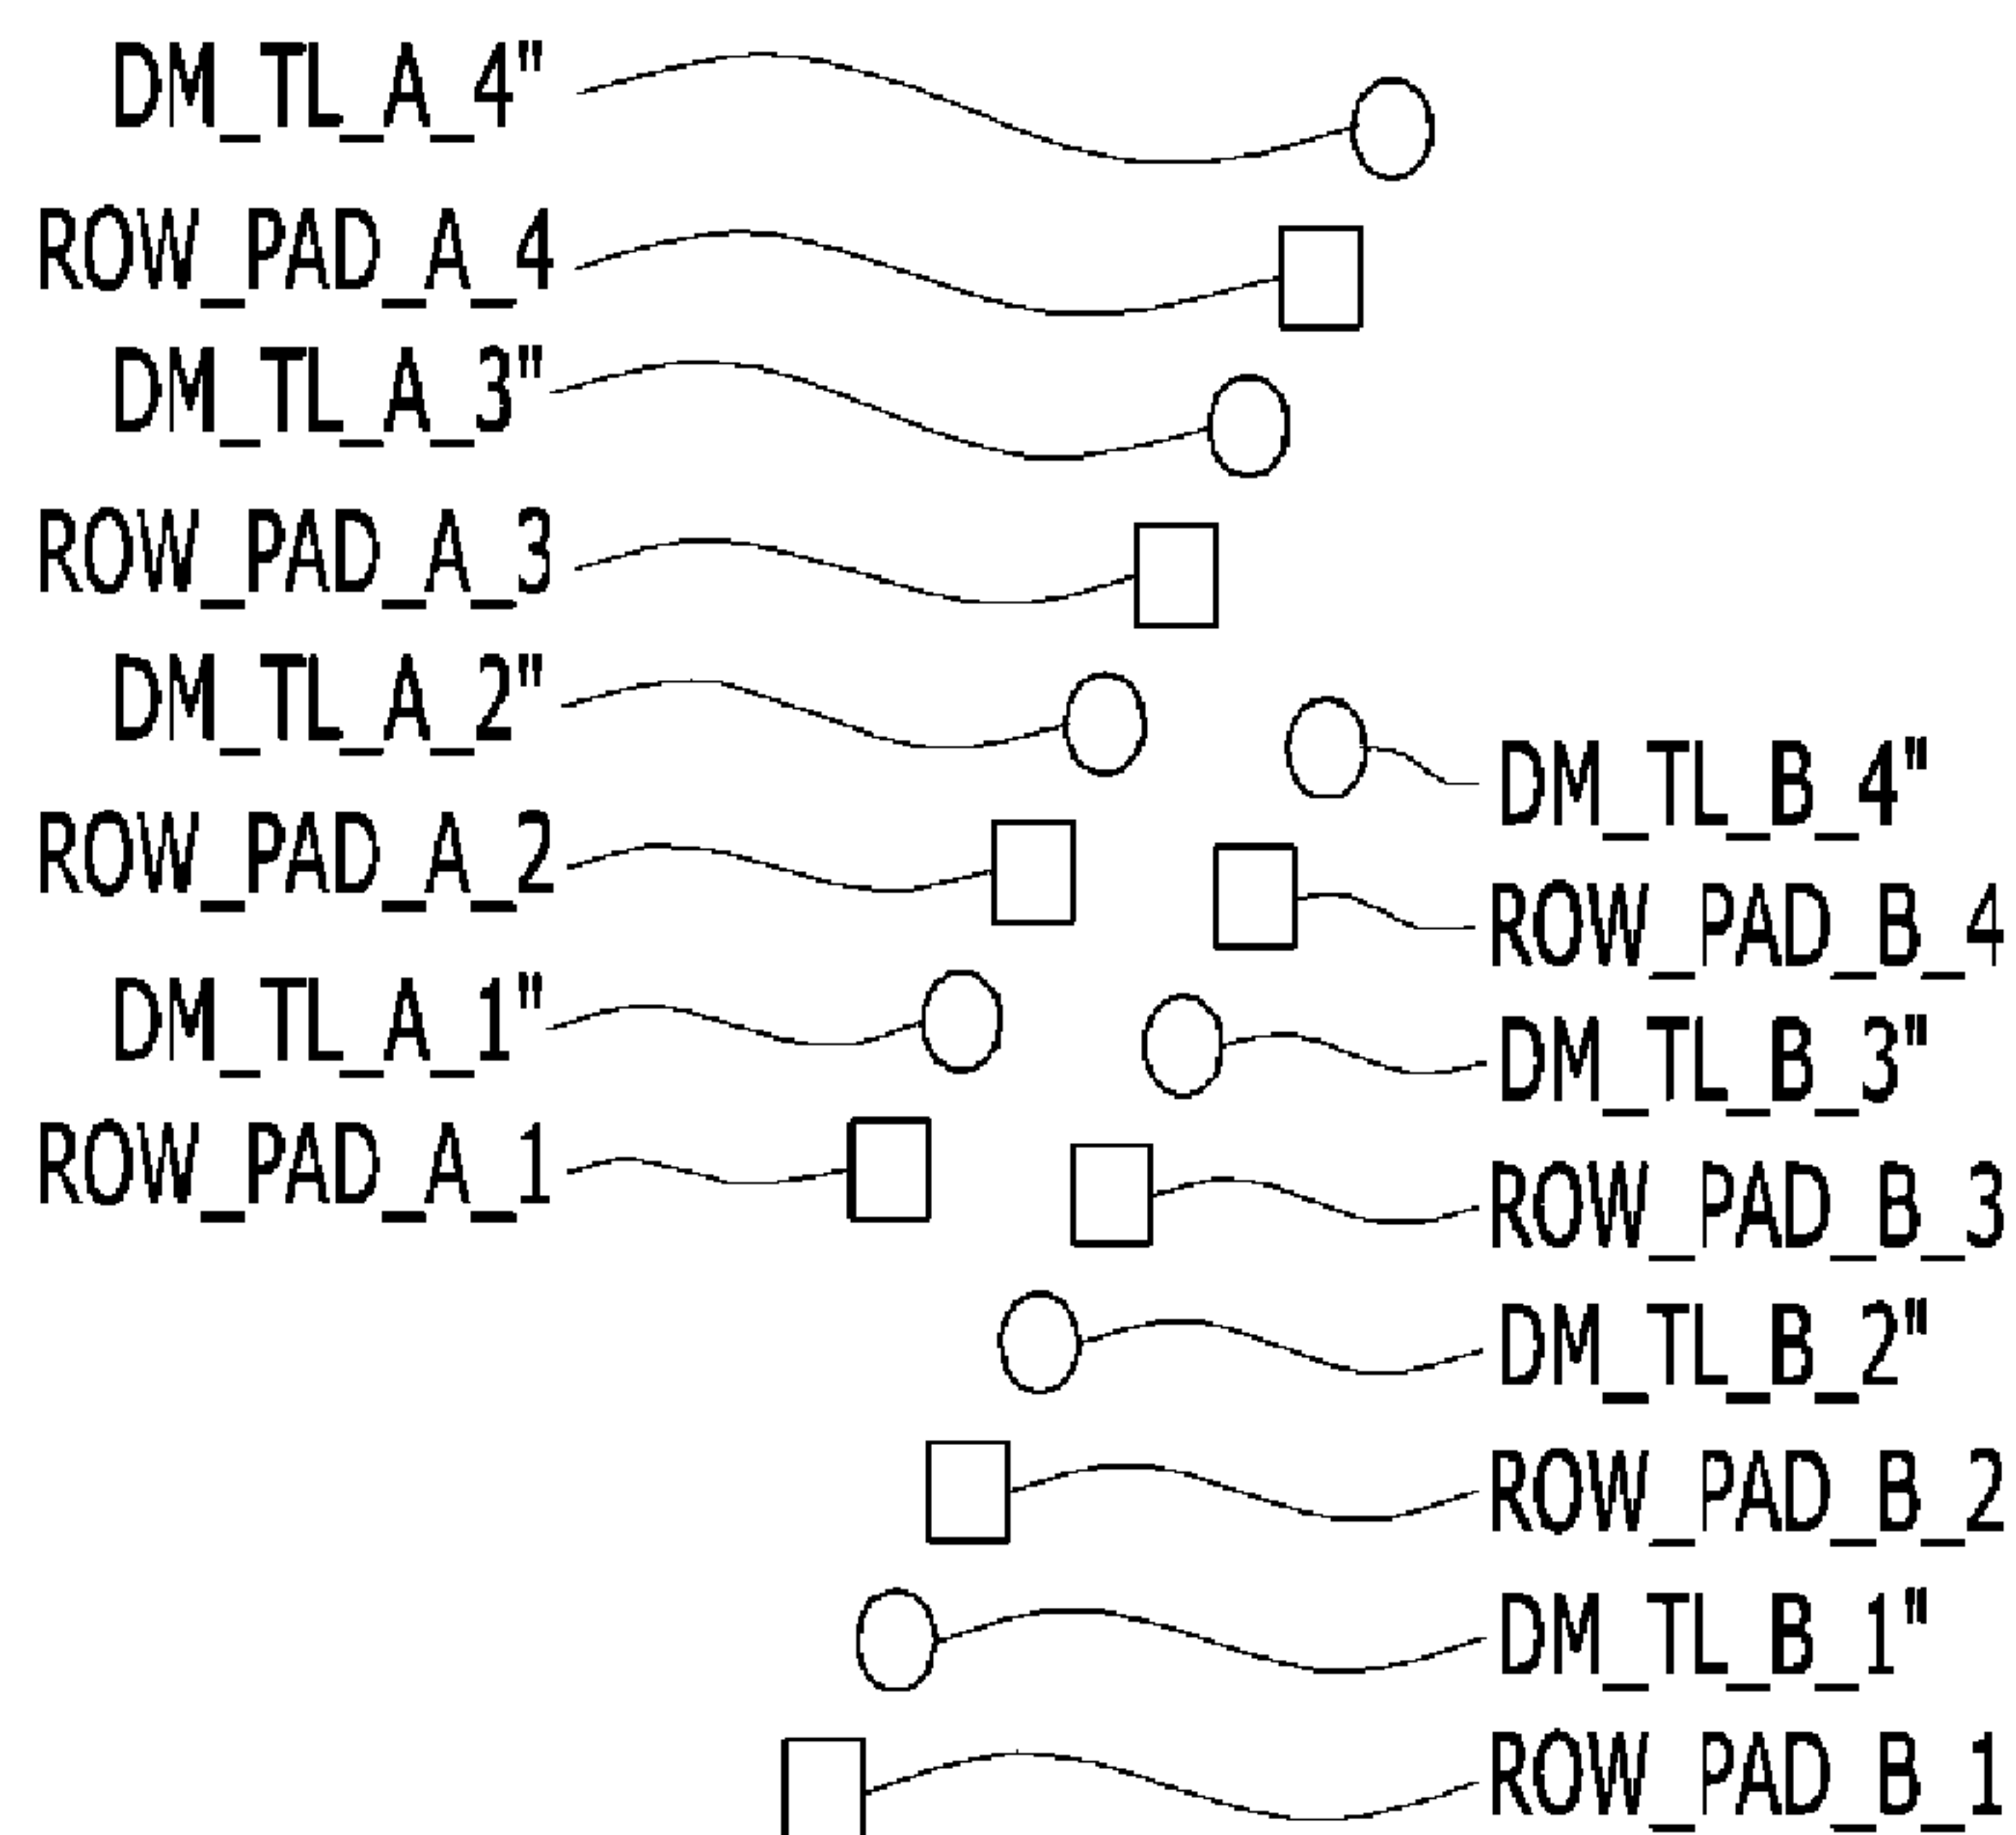 DM_TL_A_4"
ROW_PAD_A_4
DM_TL_A_3"
ROW_PAD_A_3
DM_TL_A_2"
ROW_PAD_A_2
DM_TL_A_1"
ROW_PAD_A_1
DM_TL_B_4"
ROW_PAD_B_4
DM_TL_B_3"
ROW_PAD_B_3
DM_TL_B_2"
ROW_PAD_B_2
DM_TL_B_1"
ROW_PAD_B_1